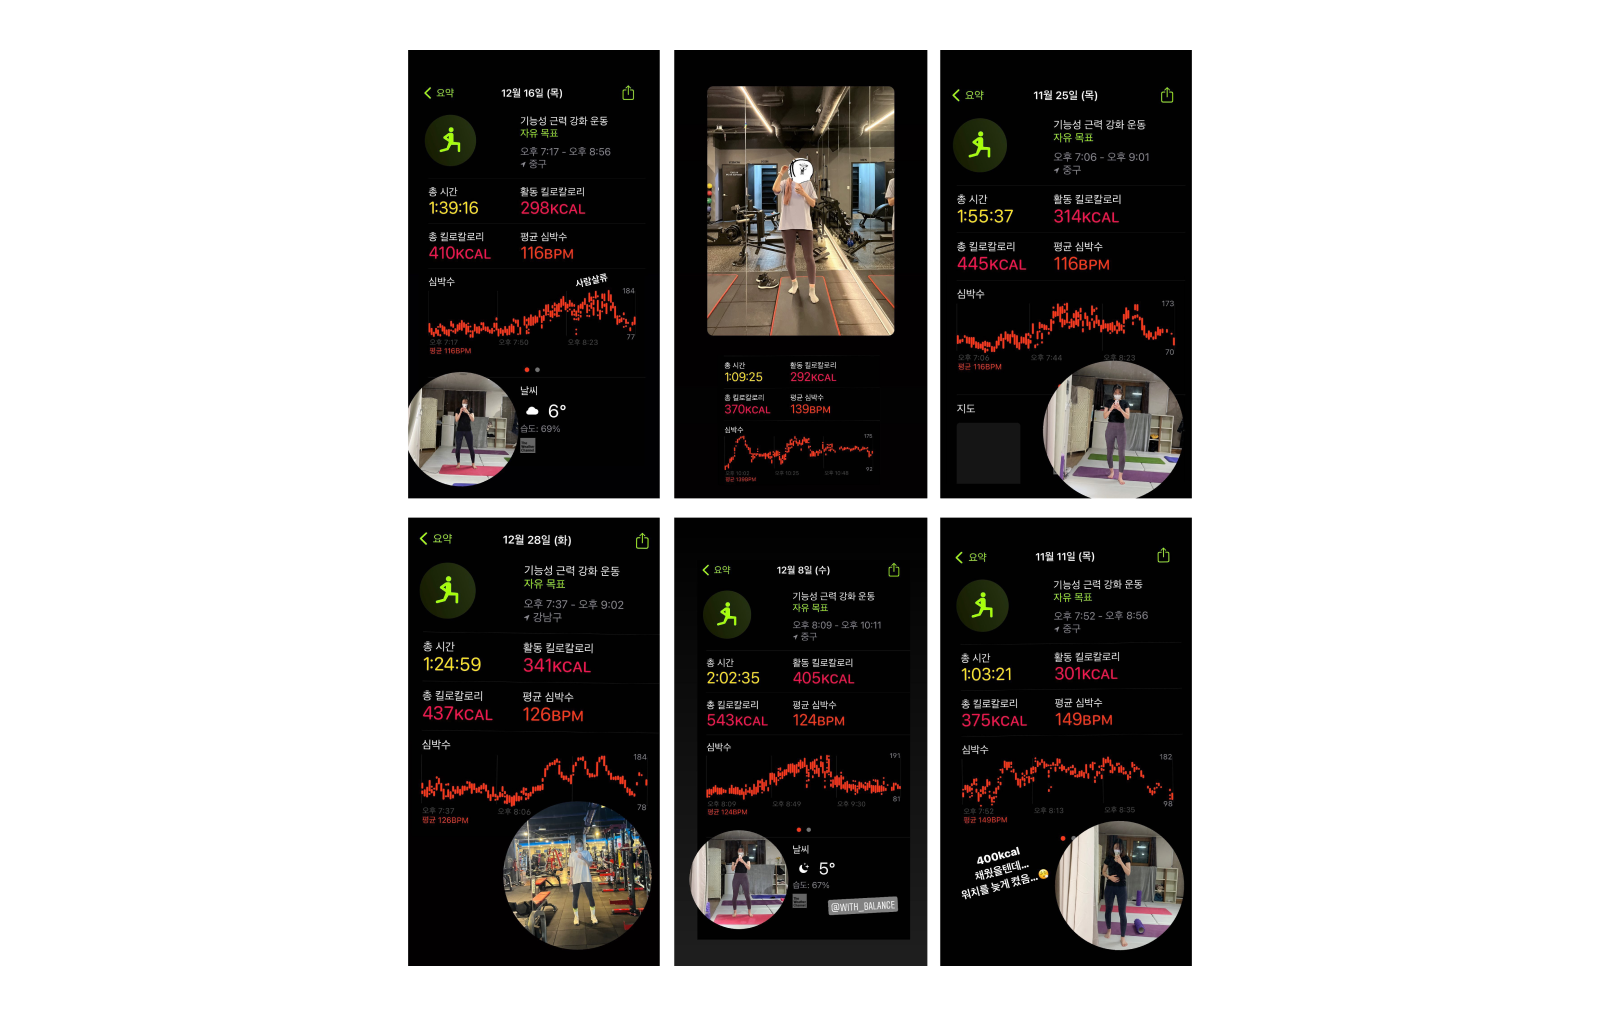 요약
12월 16일 (목)
기능성 근력 강화 운동
자유 목표
오후 7:17 - 오후 8:56
중구
총 시간
활동 킬로칼로리
1:39:16
298KCAL
총 킬로칼로리
평균 심박수
410KCAL
116BPM
심박수
사람살류
184
77
오후 7:17
오후 7:50
오후 8:23
평균 116BPM
날씨
6°
습도: 69%
총 시간
활동 킬로칼로리
1:09:25
292KCAL
총 킬로칼로리
평균 심박수
370KCAL
139BPM
심박수
175
93
오후 12:02
오후 12:25
오후 12:48
평균 139BPM
요약
11월 25일 (목)
기능성 근력 강화 운동
자유 목표
오후 7:06 - 오후 9:01
중구
총 시간
활동 킬로칼로리
1:55:37
314KCAL
총 킬로칼로리
평균 심박수
445KCAL
116BPM
심박수
173
70
오후 7:06
오후 7:44
오후 8:23
평균 116BPM
지도
요약
12월 28일 (화)
기능성 근력 강화 운동
자유 목표
오후 7:37 - 오후 9:02
강남구
총 시간
활동 킬로칼로리
1:24:59
341KCAL
총 킬로칼로리
평균 심박수
437KCAL
126BPM
심박수
184
78
오후 7:37
오후 8:06
평균 126BPM
요약
12월 8일 (수)
기능성 근력 강화 운동
자유 목표
오후 8:09 - 오후 10:11
중구
총 시간
활동 킬로칼로리
2:02:35
405KCAL
총 킬로칼로리
평균 심박수
543KCAL
124BPM
심박수
191
81
오후 8:09
오후 8:49
오후 9:30
평균 124BPM
날씨
5°
습도: 67%
@WITH_BALANCE
요약
11월 11일 (목)
기능성 근력 강화 운동
자유 목표
오후 7:52 - 오후 8:56
중구
총 시간
활동 킬로칼로리
1:03:21
301KCAL
총 킬로칼로리
평균 심박수
375KCAL
149BPM
심박수
182
98
오후 7:52
오후 8:13
오후 8:35
평균 149BPM
400kcal
채웠을텐데...
워치를 늦게 켰음...